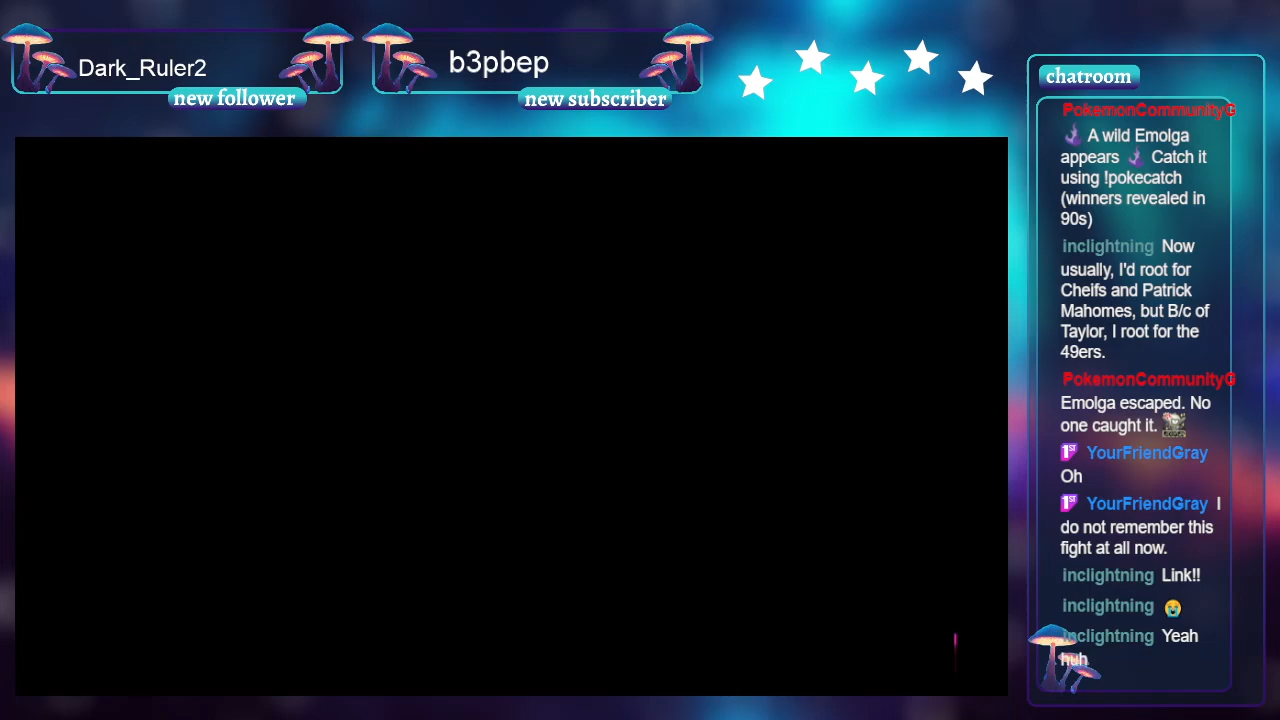 Dark_Ruler2
new follower
b3pbep
new subscriber
chatroom
PokemonCommunityG
A wild Emolga
appears Catch it
using !pokecatch
(winners revealed in
90s)
inclightning Now
usually, I'd root for
Cheifs and Patrick
Mahomes, but B/c of
Taylor, I root for the
49ers.
PokemonCommunityG
Emolga escaped. No
one caught it.
1ST YourFriendGray
Oh
1ST YourFriendGray I
do not remember this
fight at all now.
inclightning Link!!
inclightning 😭
inclightning Yeah
huh